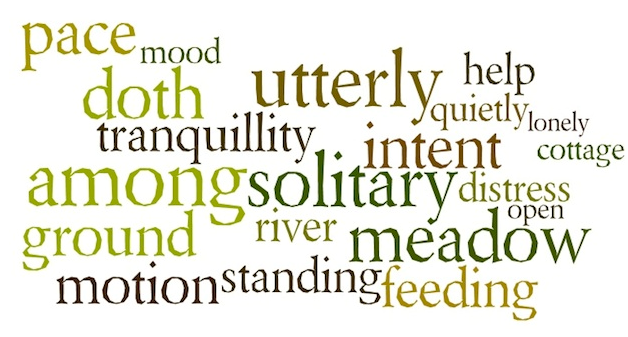 pace
mood
help
utterly
doth
quietly
lonely
tranquillity
intent
cottage
among
solitary
distress
open
ground
river
meadow
motion
standing
feeding